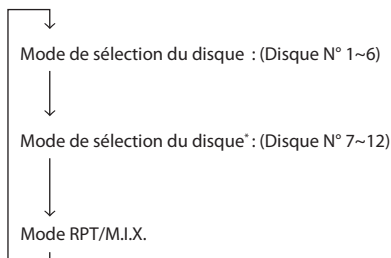 Mode de sélection du disque : (Disque N° 1~6)
Mode de sélection du disque* : (Disque N° 7~12)
Mode RPT/M.I.X.